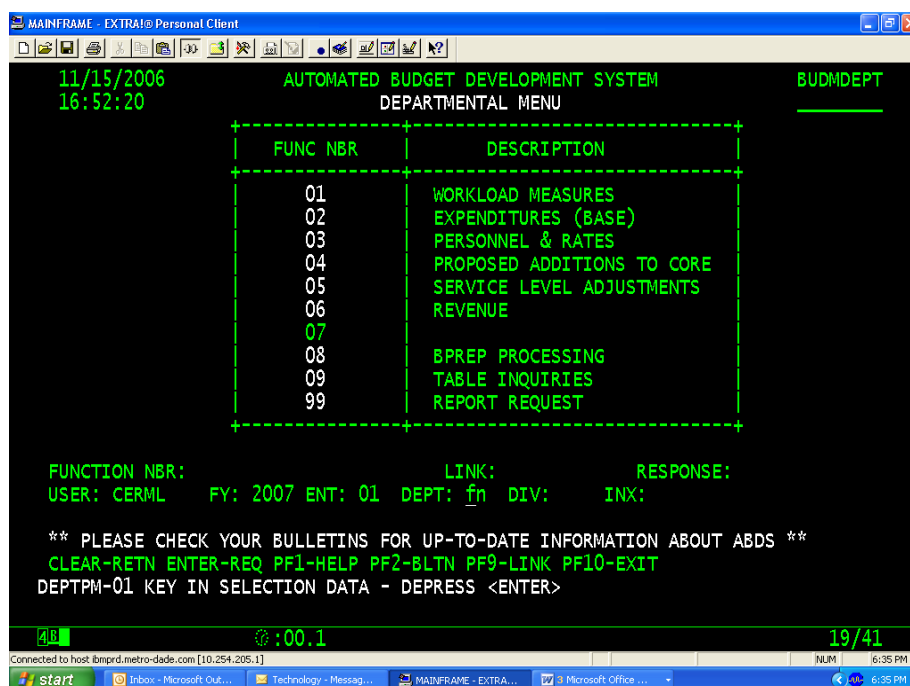 MAINFRAME - EXTRA!® Personal Client
11/15/2006 AUTOMATED BUDGET DEVELOPMENT SYSTEM BUDMDEPT
16:52:20 DEPARTMENTAL MENU
FUNC NBR DESCRIPTION
01 WORKLOAD MEASURES
02 EXPENDITURES (BASE)
03 PERSONNEL & RATES
04 PROPOSED ADDITIONS TO CORE
05 SERVICE LEVEL ADJUSTMENTS
06 REVENUE
07
08 BPREP PROCESSING
09 TABLE INQUIRIES
99 REPORT REQUEST
FUNCTION NBR: LINK: RESPONSE:
USER: CERML FY: 2007 ENT: 01 DEPT: fn DIV: INX:
** PLEASE CHECK YOUR BULLETINS FOR UP-TO-DATE INFORMATION ABOUT ABDS **
CLEAR-RETN ENTER-REQ PF1-HELP PF2-BLTN PF9-LINK PF10-EXIT
DEPTPM-01 KEY IN SELECTION DATA - DEPRESS <ENTER>
4B :00.1 19/41
Connected to host ibmprd.metro-dade.com [10.254.205.1] NUM 6:35 PM
start Inbox - Microsoft Out... Technology - Messag... MAINFRAME - EXTRA... 3 Microsoft Office ... 6:35 PM